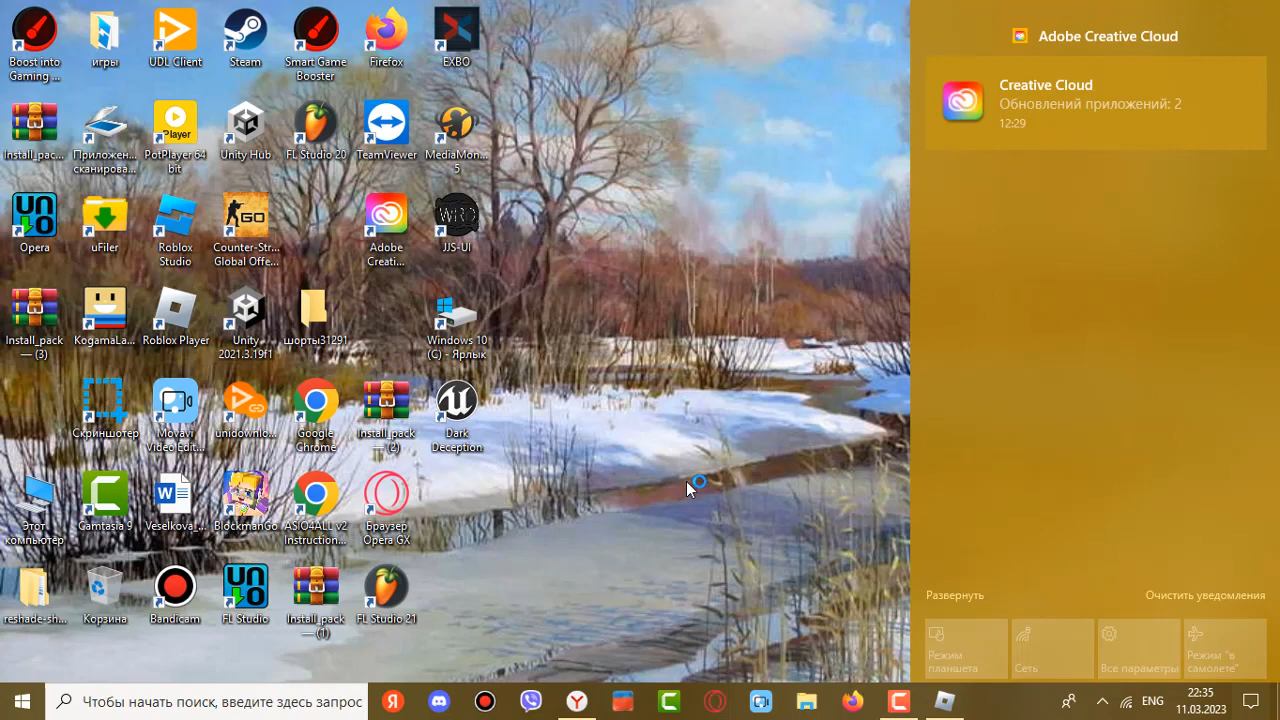 Boost into
Gaming ...
игры
UDL Client
Steam
Smart Game
Booster
Firefox
EXBO
Install_pac...
Приложен...
сканирова...
Player
PotPlayer 64
bit
Unity Hub
FL Studio 20
TeamViewer
MediaMon...
5
UNO
Opera
uFiler
Roblox
Studio
GO
Counter-Str...
Global Offe...
Adobe
Creati...
WRD
JJS-UI
Install_pack
— (3)
KogamaLa...
Roblox Player
Unity
2021.3.19f1
шорты31291
Windows 10
(C) - Ярлык
Скриншотер
Movavi
Video Edit...
unidownlo...
Google
Chrome
Install_pack
— (2)
Dark
Deception
Этот
компьютер
Camtasia 9
Veselkova_...
BlockmanGo
ASIO4ALL v2
Instruction...
Браузер
Opera GX
reshade-sh...
Корзина
Bandicam
UNO
FL Studio
Install_pack
— (1)
FL Studio 21
Adobe Creative Cloud
Creative Cloud
Обновлений приложений: 2
12:29
Развернуть
Очистить уведомления
Режим
планшета
Сеть
Все параметры
Режим "в
самолете"
Чтобы начать поиск, введите здесь запрос
ENG
22:35
11.03.2023